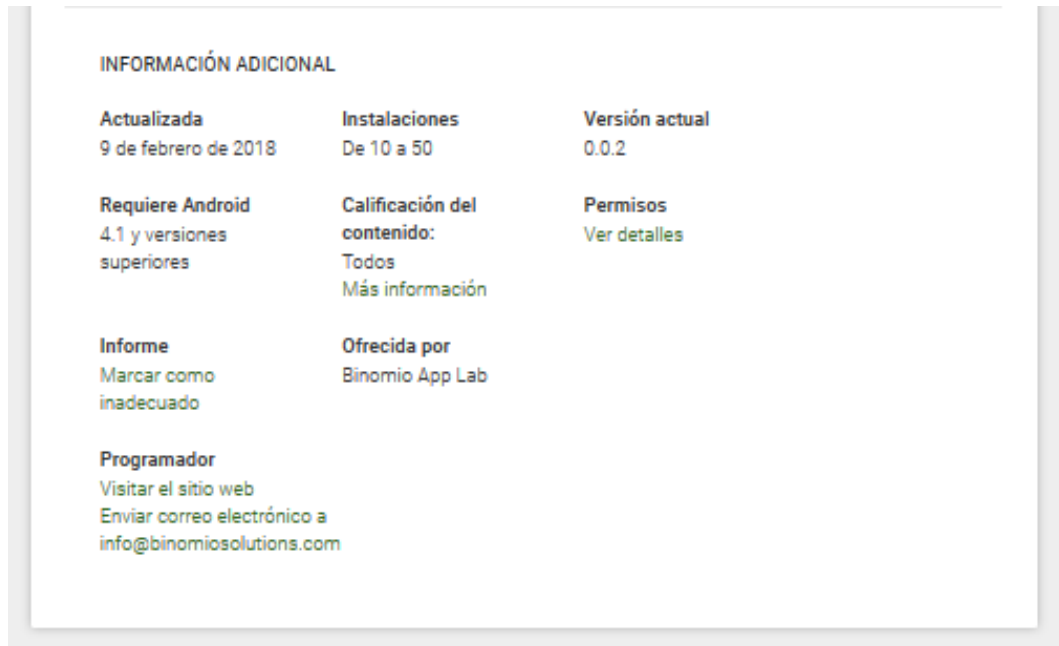 INFORMACIÓN ADICIONAL
Actualizada
9 de febrero de 2018
Instalaciones
De 10 a 50
Versión actual
0.0.2
Requiere Android
4.1 y versiones
superiores
Calificación del
contenido:
Todos
Más información
Permisos
Ver detalles
Informe
Marcar como
inadecuado
Ofrecida por
Binomio App Lab
Programador
Visitar el sitio web
Enviar correo electrónico a
info@binomiosolutions.com